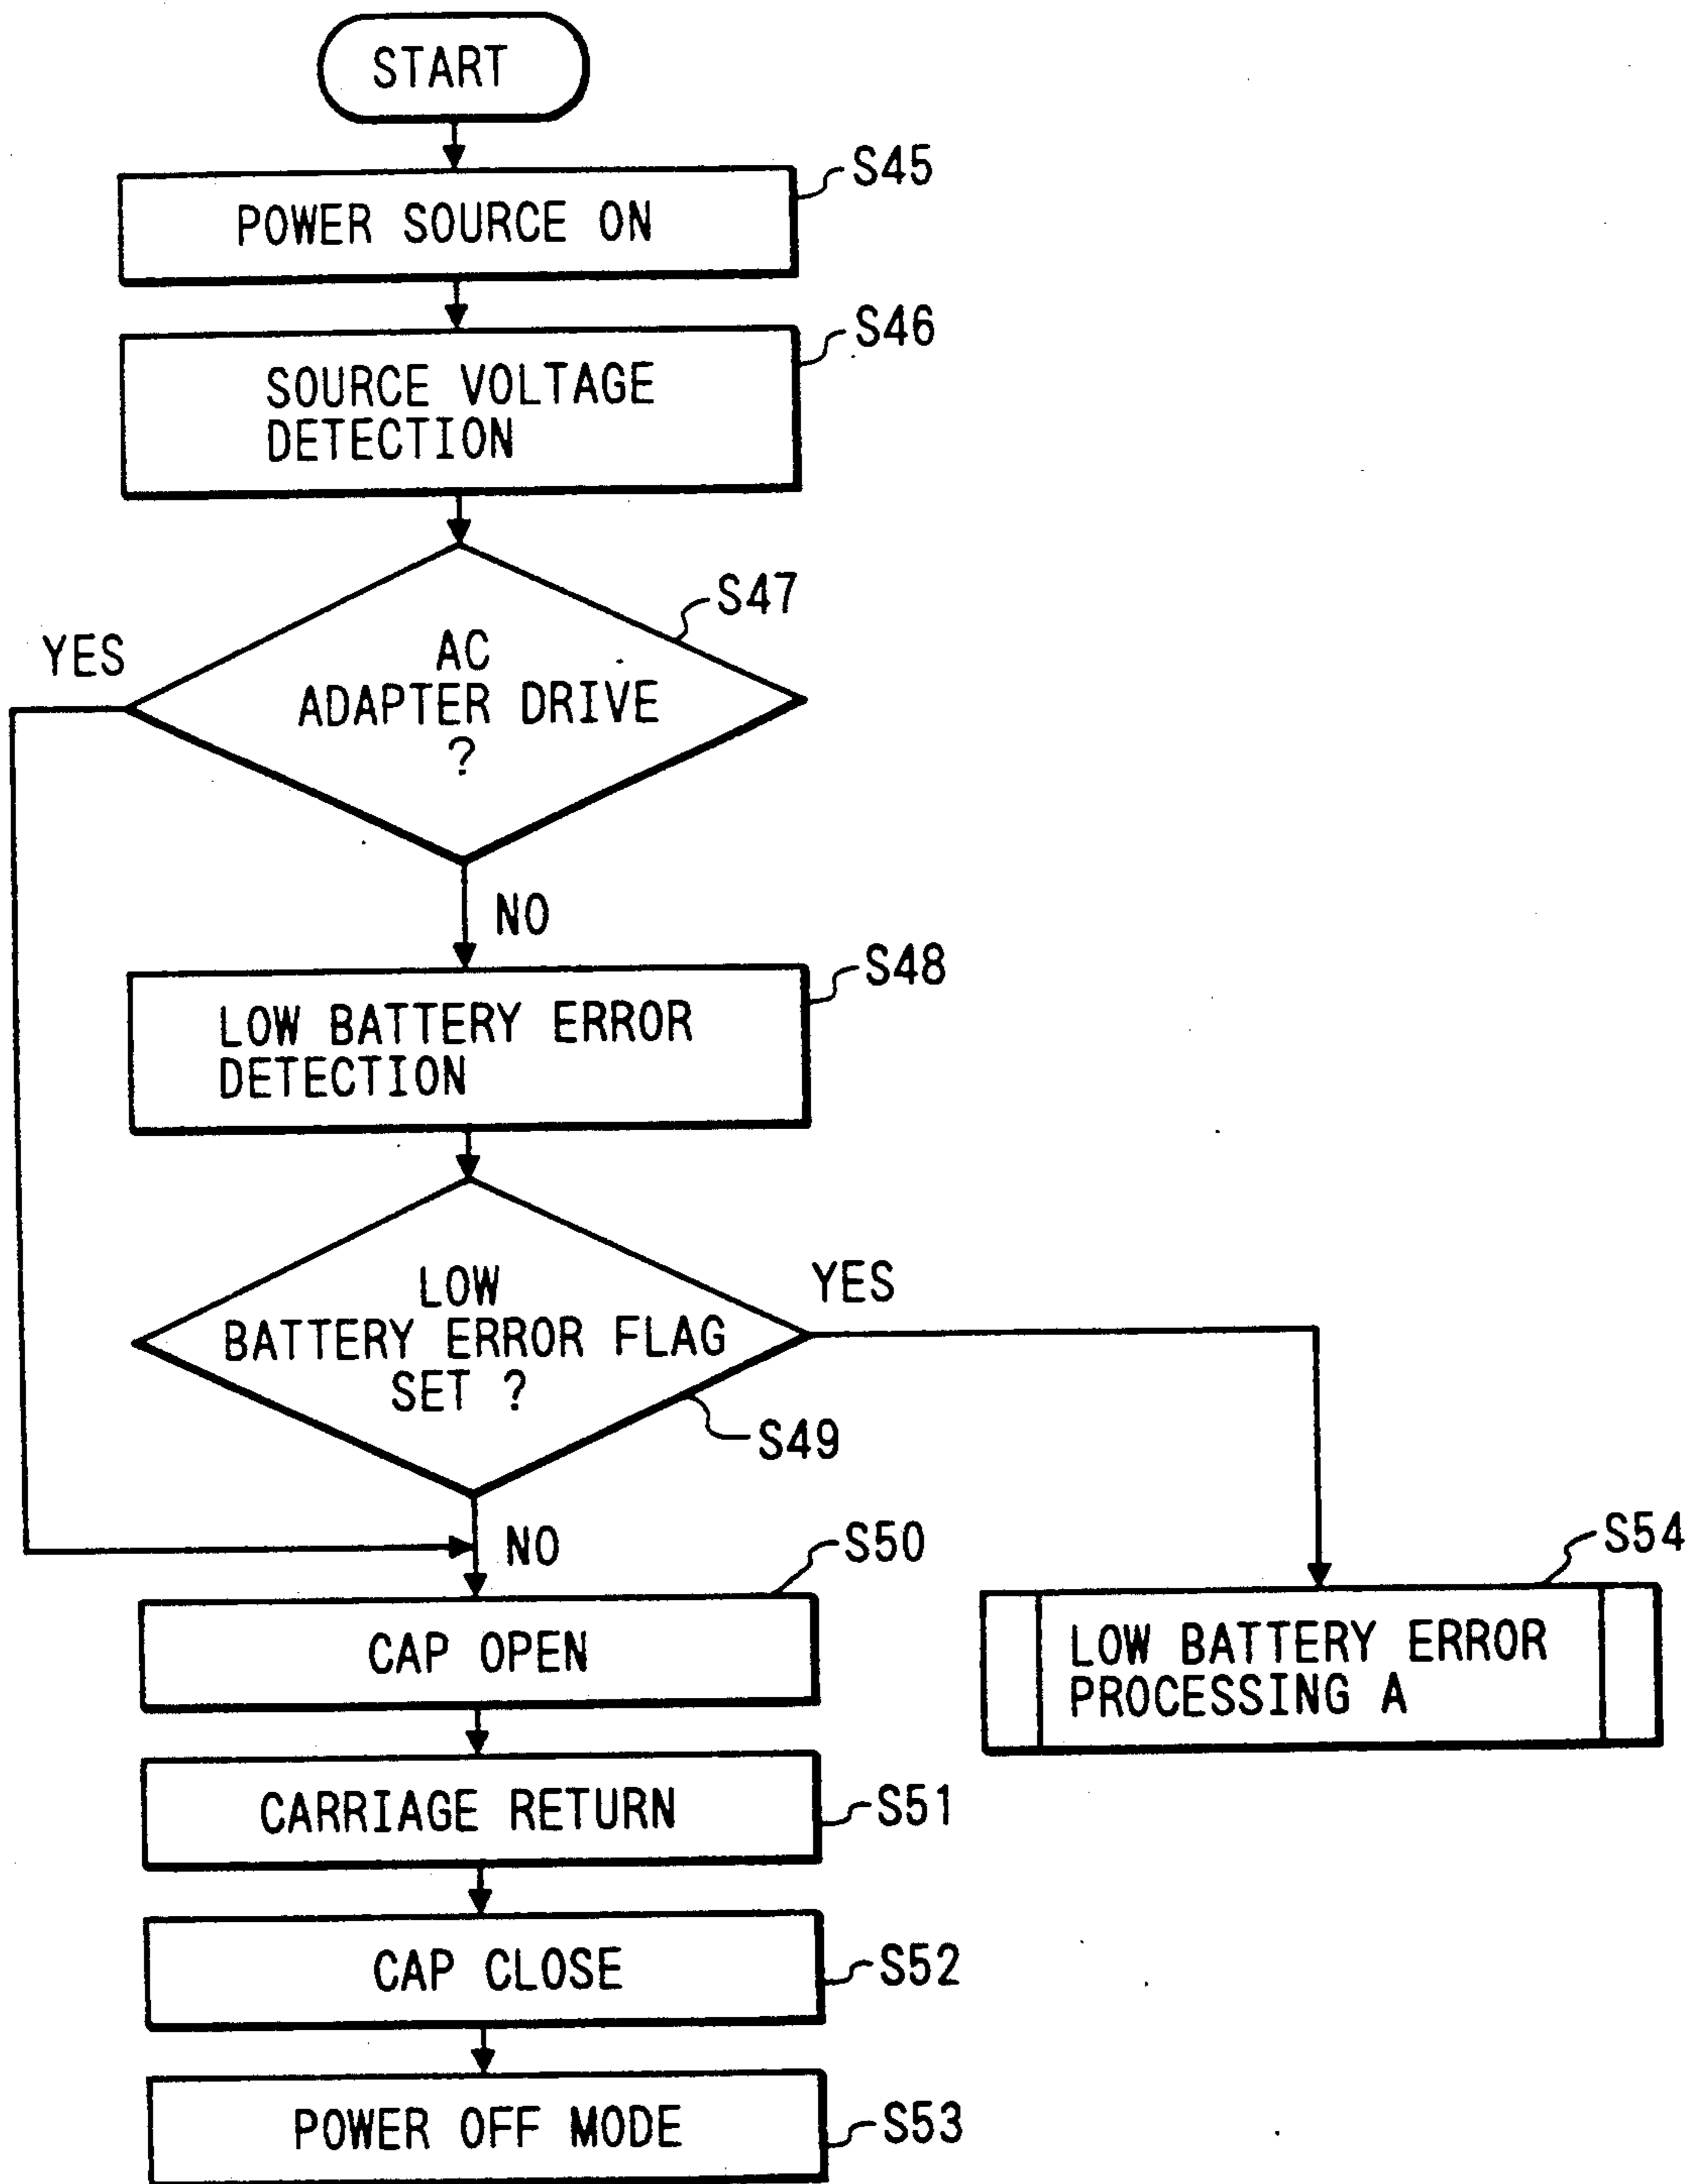 START
S45
POWER SOURCE ON
S46
SOURCE VOLTAGE
DETECTION
S47
YES
AC
ADAPTER DRIVE
?
NO
S48
LOW BATTERY ERROR
DETECTION
YES
LOW
BATTERY ERROR FLAG
SET ?
S49
NO
S50
CAP OPEN
S54
LOW BATTERY ERROR
PROCESSING A
CARRIAGE RETURN
S51
CAP CLOSE
S52
POWER OFF MODE
S53